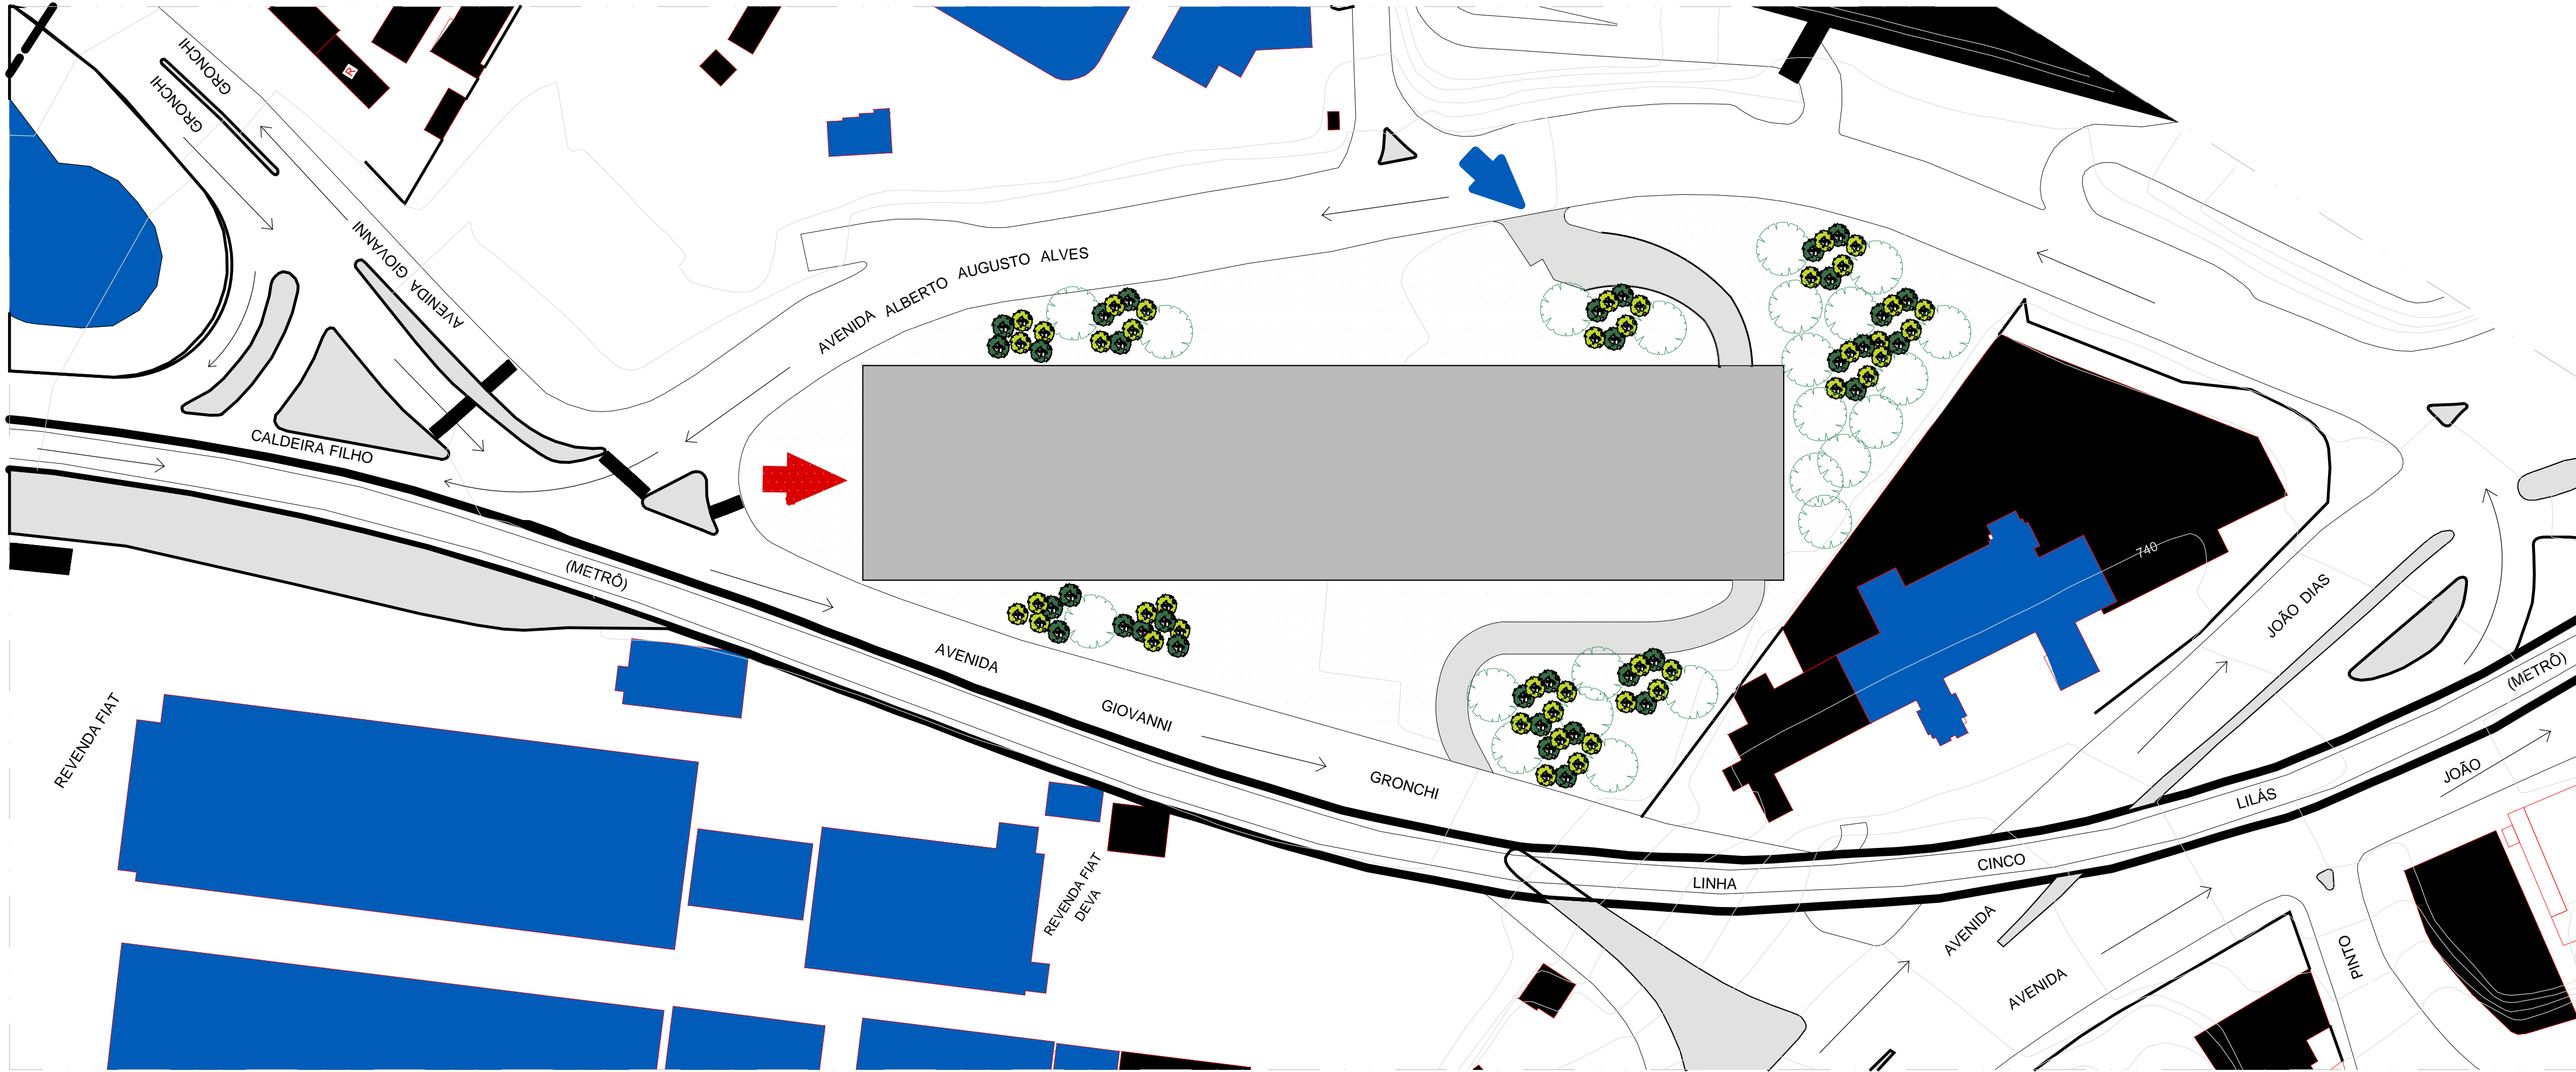 GRONCHI
GRONCHI
R
AVENIDA GIOVANNI
AVENIDA ALBERTO AUGUSTO ALVES
CALDEIRA FILHO
(METRÔ)
AVENIDA
GIOVANNI
GRONCHI
REVENDA FIAT
REVENDA FIAT
DEVA
740
JOÃO DIAS
(METRÔ)
LINHA
CINCO
LILÁS
JOÃO
AVENIDA
AVENIDA
PINTO